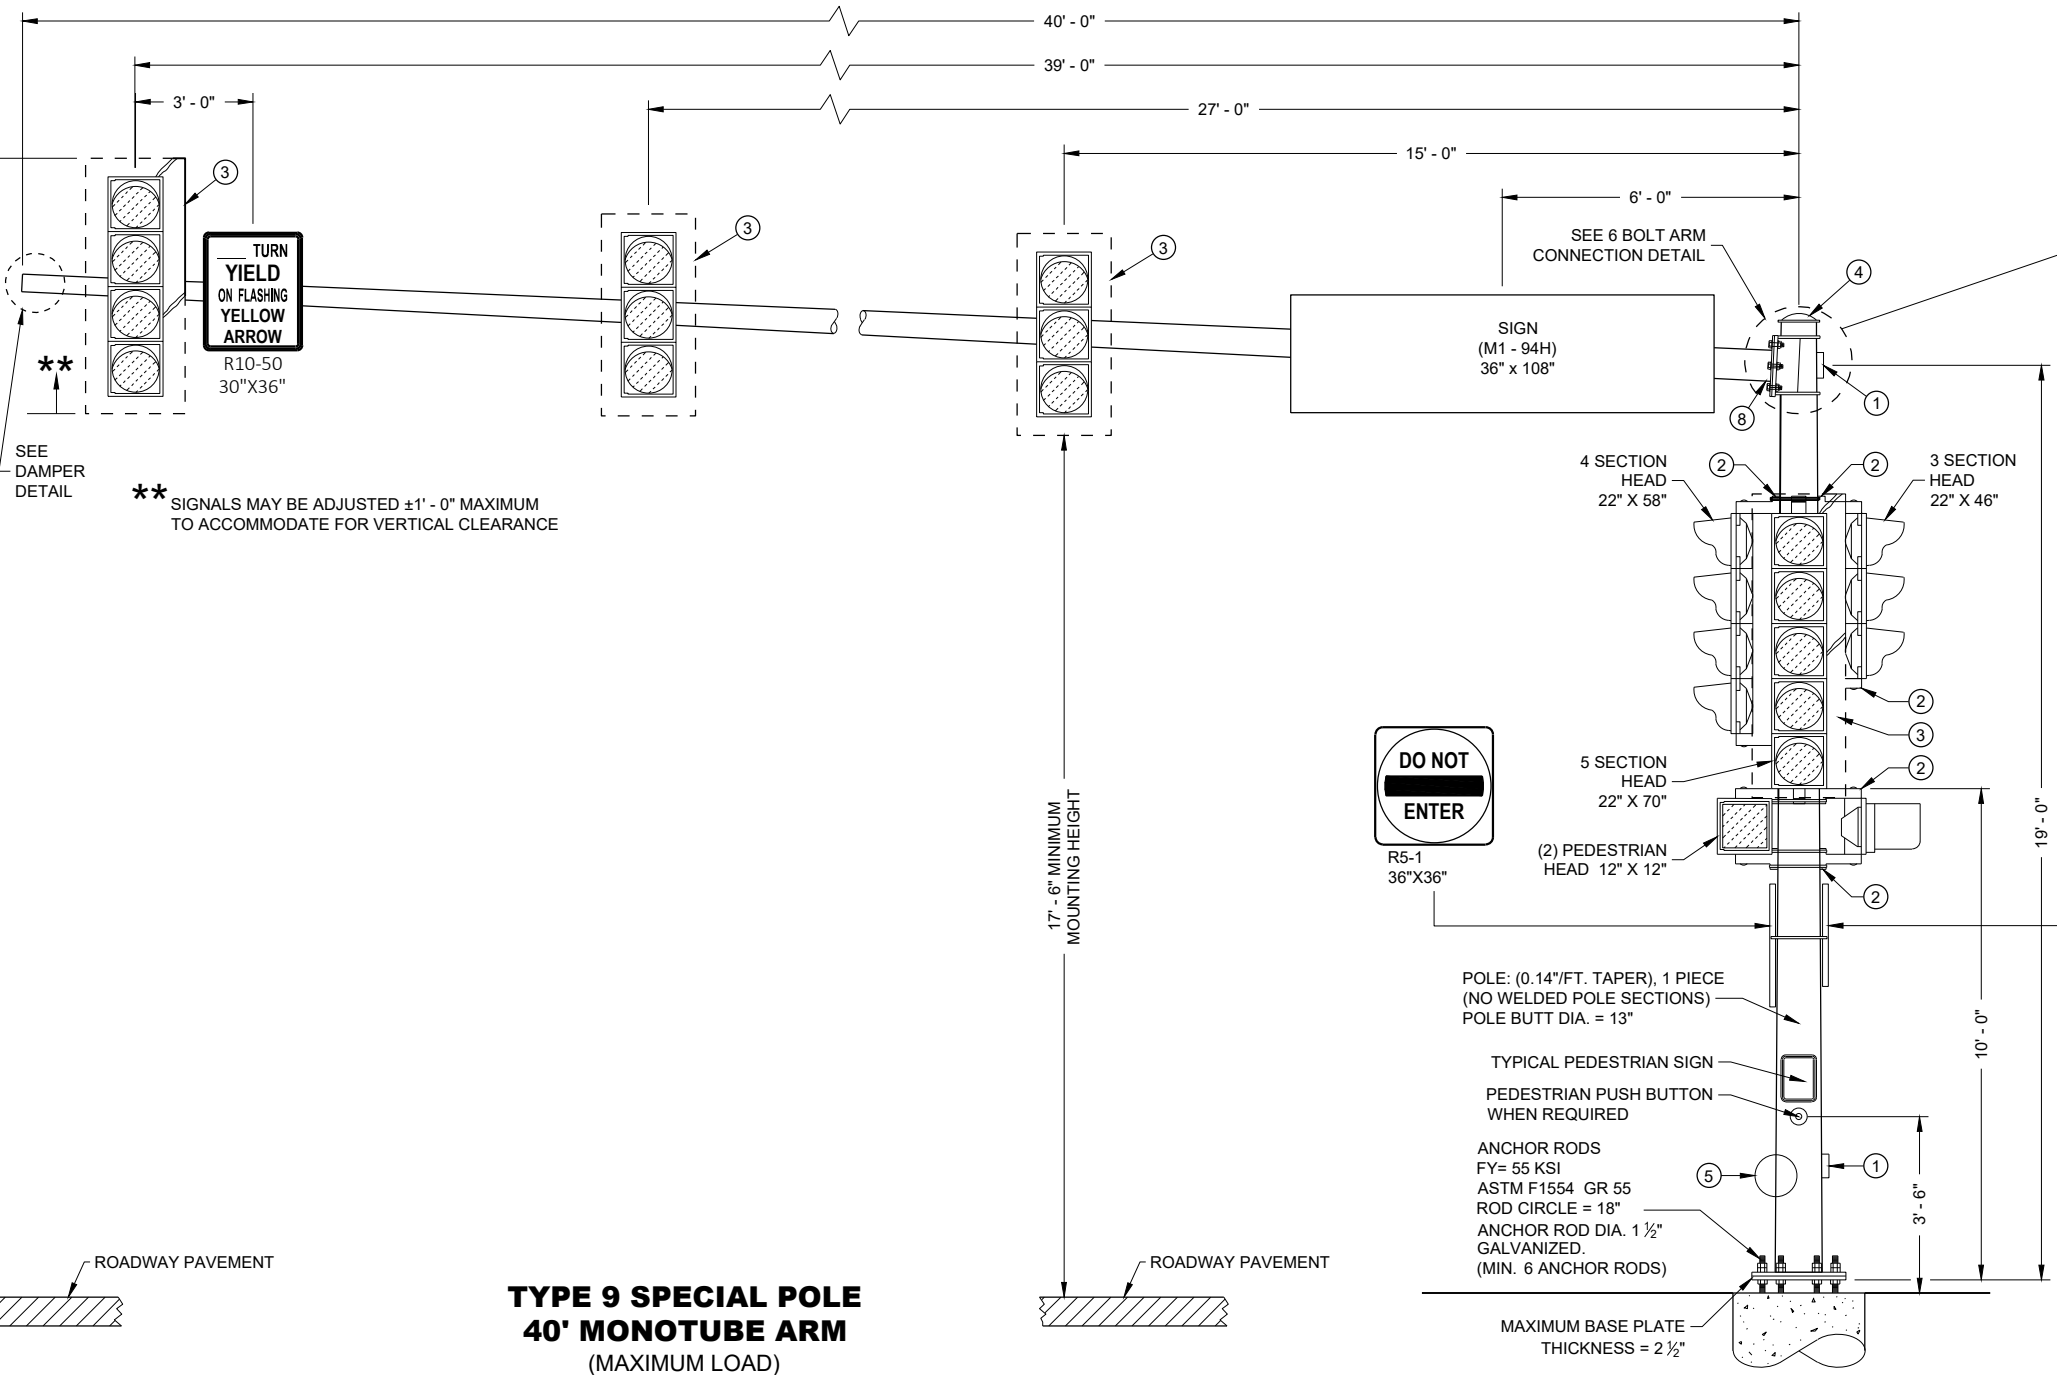 40' - 0"
39' - 0"
3' - 0"
27' - 0"
15' - 0"
6' - 0"
3
3
3
TURN
YIELD
ON FLASHING
YELLOW
ARROW
R10-50
30"X36"
**
SEE
DAMPER
DETAIL
** SIGNALS MAY BE ADJUSTED ±1' - 0" MAXIMUM
TO ACCOMMODATE FOR VERTICAL CLEARANCE
SEE 6 BOLT ARM
CONNECTION DETAIL
4
SIGN
(M1 - 94H)
36" x 108"
1
8
4 SECTION
HEAD
22" X 58"
2
2
3 SECTION
HEAD
22" X 46"
2
3
2
5 SECTION
HEAD
22" X 70"
DO NOT
ENTER
R5-1
36"X36"
(2) PEDESTRIAN
HEAD 12" X 12"
2
17' - 6" MINIMUM
MOUNTING HEIGHT
19' - 0"
10' - 0"
3' - 6"
POLE: (0.14"/FT. TAPER), 1 PIECE
(NO WELDED POLE SECTIONS)
POLE BUTT DIA. = 13"
TYPICAL PEDESTRIAN SIGN
PEDESTRIAN PUSH BUTTON
WHEN REQUIRED
ANCHOR RODS
FY= 55 KSI
ASTM F1554 GR 55
ROD CIRCLE = 18"
ANCHOR ROD DIA. 1 ½"
GALVANIZED.
(MIN. 6 ANCHOR RODS)
5
1
MAXIMUM BASE PLATE
THICKNESS = 2 ½"
ROADWAY PAVEMENT
ROADWAY PAVEMENT
TYPE 9 SPECIAL POLE
40' MONOTUBE ARM
(MAXIMUM LOAD)